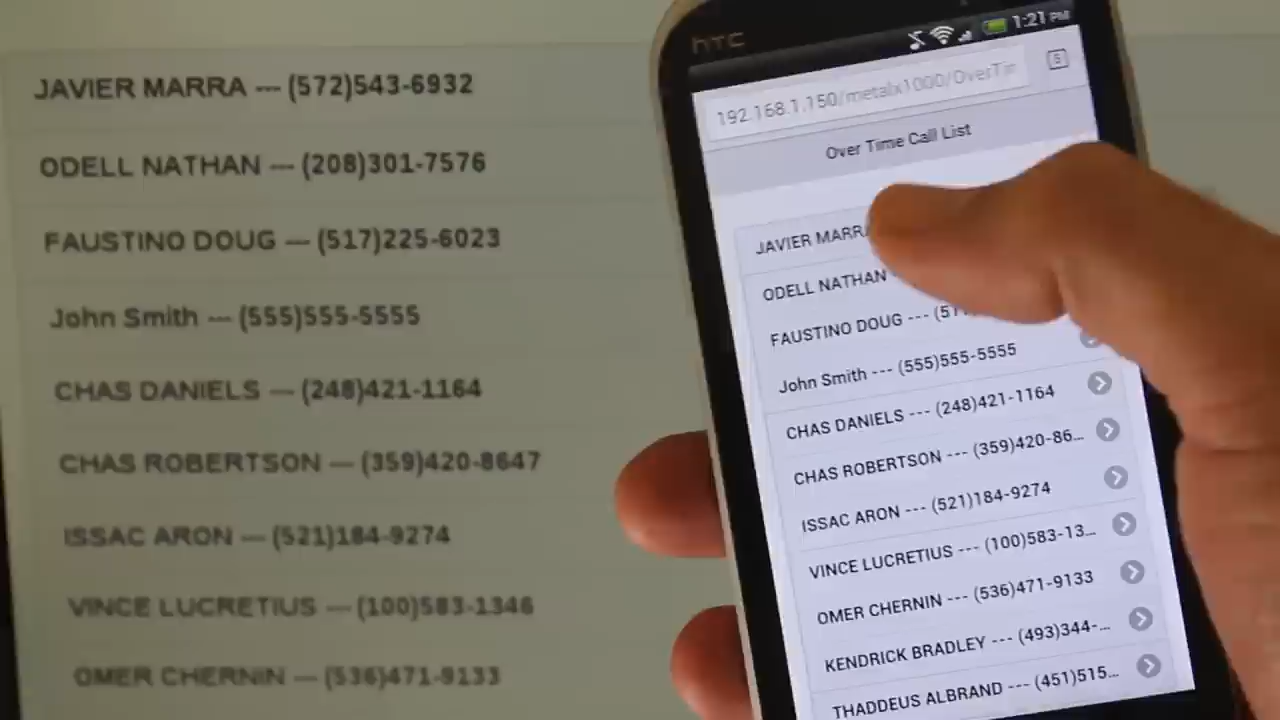 JAVIER MARRA --- (572)543-6932
ODELL NATHAN --- (208)301-7576
FAUSTINO DOUG --- (517)225-6023
John Smith --- (555)555-5555
CHAS DANIELS --- (248)421-1164
CHAS ROBERTSON --- (359)420-8647
ISSAC ARON --- (521)184-9274
VINCE LUCRETIUS --- (100)583-1346
OMER CHERNIN --- (536)471-9133
hTC
1:21 PM
192.168.1.150/metalx1000/OverTim
5
Over Time Call List
JAVIER MARRA
ODELL NATHAN
FAUSTINO DOUG --- (517
John Smith --- (555)555-5555
CHAS DANIELS --- (248)421-1164
CHAS ROBERTSON --- (359)420-86...
ISSAC ARON --- (521)184-9274
VINCE LUCRETIUS --- (100)583-13...
OMER CHERNIN --- (536)471-9133
KENDRICK BRADLEY --- (493)344-...
THADDEUS ALBRAND --- (451)515...